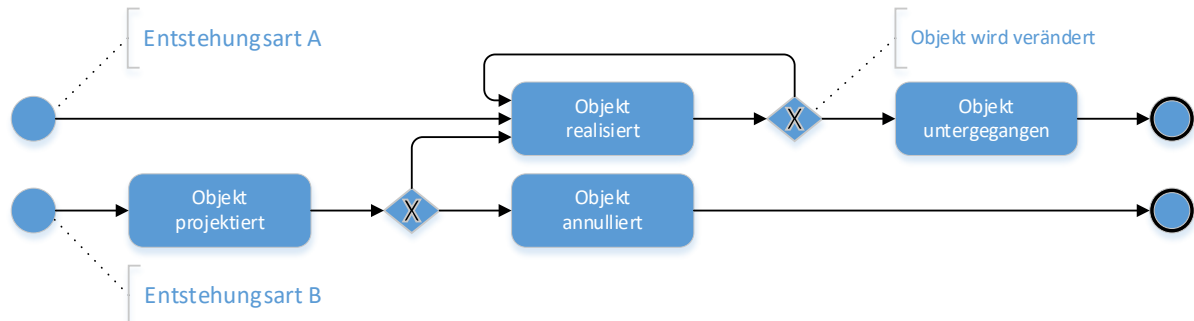 Entstehungsart A
Objekt wird verändert
Objekt
realisiert
X
Objekt
untergegangen
Objekt
projektiert
X
Objekt
annulliert
Entstehungsart B